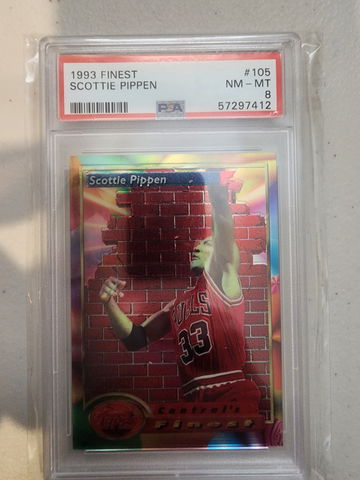 1993 FINEST
#105
SCOTTIE PIPPEN
NM – MT
8
PSA
57297412
Scottie Pippen
BULLS
33
Central's
Finest